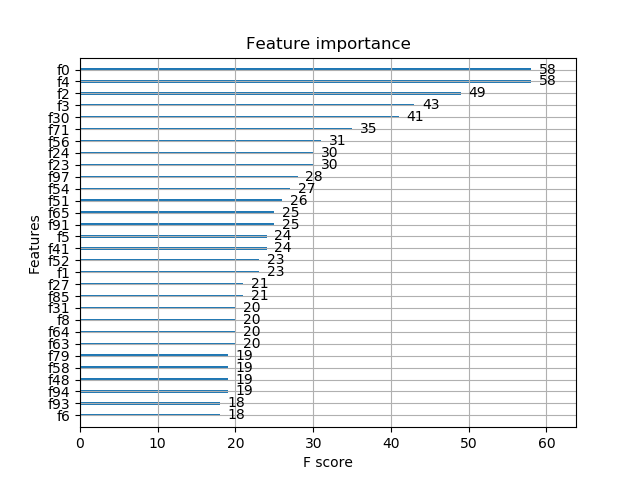 Feature importance
f0 58
f4 58
f2 49
f3 43
f30 41
f71 35
f56 31
f24 30
f23 30
f97 28
f54 27
f51 26
f65 25
f91 25
f5 24
f41 24
f52 23
f1 23
f27 21
f85 21
f31 20
f8 20
f64 20
f63 20
f79 19
f58 19
f48 19
f94 19
f93 18
f6 18
Features
0 10 20 30 40 50 60
F score